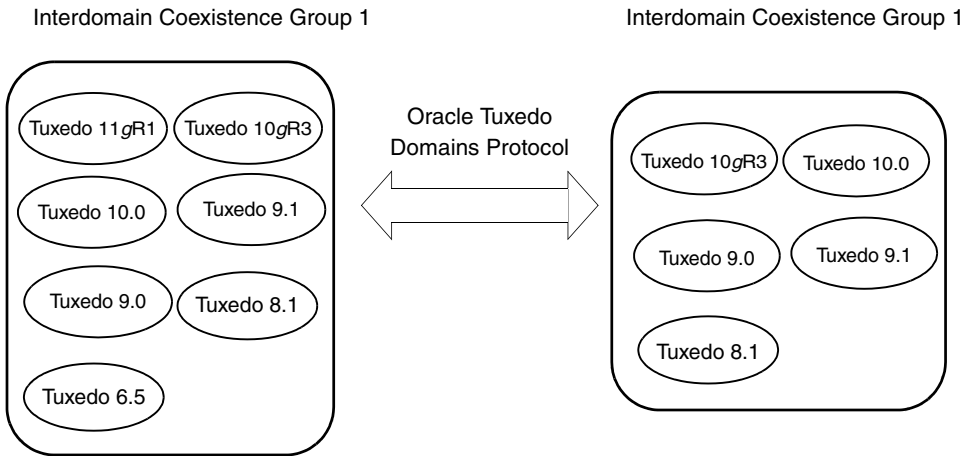 Interdomain Coexistence Group 1
Interdomain Coexistence Group 1
Tuxedo 11gR1
Tuxedo 10gR3
Tuxedo 10.0
Tuxedo 9.1
Tuxedo 9.0
Tuxedo 8.1
Tuxedo 6.5
Oracle Tuxedo
Domains Protocol
Tuxedo 10gR3
Tuxedo 10.0
Tuxedo 9.0
Tuxedo 9.1
Tuxedo 8.1